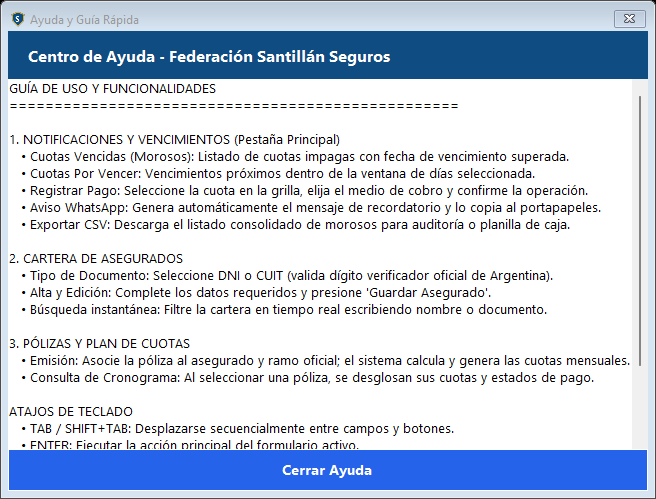 Ayuda y Guía Rápida
Centro de Ayuda - Federación Santillán Seguros
GUÍA DE USO Y FUNCIONALIDADES
==================================================
1. NOTIFICACIONES Y VENCIMIENTOS (Pestaña Principal)
• Cuotas Vencidas (Morosos): Listado de cuotas impagas con fecha de vencimiento superada.
• Cuotas Por Vencer: Vencimientos próximos dentro de la ventana de días seleccionada.
• Registrar Pago: Seleccione la cuota en la grilla, elija el medio de cobro y confirme la operación.
• Aviso WhatsApp: Genera automáticamente el mensaje de recordatorio y lo copia al portapapeles.
• Exportar CSV: Descarga el listado consolidado de morosos para auditoría o planilla de caja.
2. CARTERA DE ASEGURADOS
• Tipo de Documento: Seleccione DNI o CUIT (valida dígito verificador oficial de Argentina).
• Alta y Edición: Complete los datos requeridos y presione 'Guardar Asegurado'.
• Búsqueda instantánea: Filtre la cartera en tiempo real escribiendo nombre o documento.
3. PÓLIZAS Y PLAN DE CUOTAS
• Emisión: Asocie la póliza al asegurado y ramo oficial; el sistema calcula y genera las cuotas mensuales.
• Consulta de Cronograma: Al seleccionar una póliza, se desglosan sus cuotas y estados de pago.
ATAJOS DE TECLADO
• TAB / SHIFT+TAB: Desplazarse secuencialmente entre campos y botones.
• ENTER: Ejecutar la acción principal del formulario activo.
Cerrar Ayuda